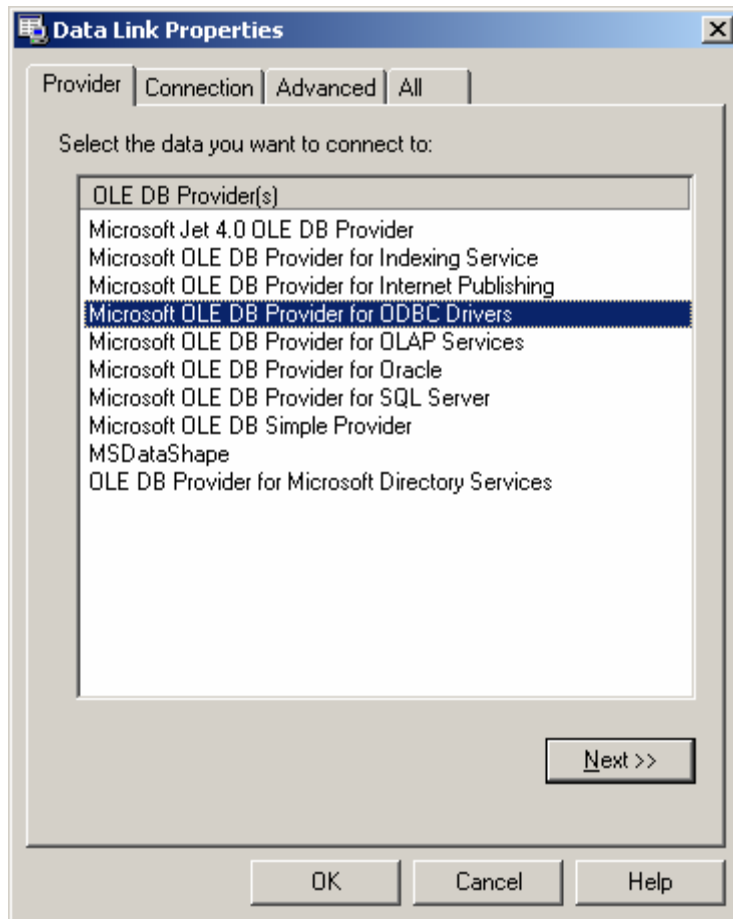 Data Link Properties
Provider Connection Advanced All
Select the data you want to connect to:
OLE DB Provider(s)
Microsoft Jet 4.0 OLE DB Provider
Microsoft OLE DB Provider for Indexing Service
Microsoft OLE DB Provider for Internet Publishing
Microsoft OLE DB Provider for ODBC Drivers
Microsoft OLE DB Provider for OLAP Services
Microsoft OLE DB Provider for Oracle
Microsoft OLE DB Provider for SQL Server
Microsoft OLE DB Simple Provider
MSDataShape
OLE DB Provider for Microsoft Directory Services
Next >>
OK Cancel Help